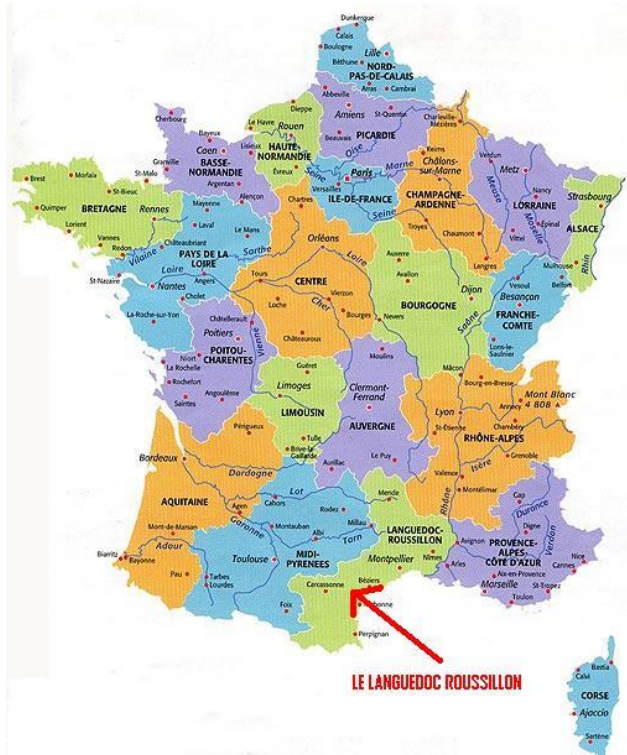 Dunkerque
Calais
Boulogne
Lille
Béthune
NORD-
PAS-DE-CALAIS
Arras
Cambrai
Abbeville
Dieppe
Amiens
St-Quentin
Charleville-
Mézières
Cherbourg
Le Havre
Rouen
Beauvais
PICARDIE
Oise
Bayeux
Caen
Lisieux
HAUTE
NORMANDIE
Reims
Verdun
Metz
Granville
BASSE-
NORMANDIE
Évreux
Seine
Paris
Marne
Châlons-
sur-Marne
Meuse
Nancy
Strasbourg
Brest
Morlaix
St-Malo
St-Brieuc
Argentan
Alençon
Versailles
ILE-DE-FRANCE
CHAMPAGNE-
ARDENNE
LORRAINE
Moselle
Quimper
BRETAGNE
Rennes
Mayenne
Chartres
Seine
Troyes
Chaumont
Vittel
Epinal
ALSACE
Lorient
Laval
Le Mans
Orléans
Rhin
Vannes
Châteaubriant
Redon
Vilaine
PAYS DE LA
LOIRE
Sarthe
Loire
Auxerre
Langres
Mulhouse
Belfort
St-Nazaire
Loire
Angers
Tours
CENTRE
Avallon
Dijon
Vesoul
Besançon
Nantes
Cholet
Loche
Cher
Vierzon
Bourges
BOURGOGNE
Nevers
Saône
FRANCHE-
COMTE
La-Roche-sur-Yon
Châtellerault
Poitiers
Vienne
Châteauroux
Moulins
Lons-le-
Saulnier
Niort
POITOU-
CHARENTES
La Rochelle
Rochefort
Saintes
Angoulême
Guéret
Limoges
LIMOUSIN
Clermont-
Ferrand
AUVERGNE
Mâcon
Bourg-en-Bresse
Mont Blanc
4 808
Annecy
Lyon
Chambéry
St-Étienne
RHÔNE-ALPES
Périgueux
Tulle
Brive-la
Gaillarde
Aurillac
Le Puy
Isère
Grenoble
Bordeaux
Dordogne
Valence
Montélimar
Rhône
AQUITAINE
Lot
Cahors
Mende
Gap
Durance
Agen
Garonne
Rodez
Mont-de-Marsan
Montauban
Albi
Millau
Tarn
LANGUEDOC-
ROUSSILLON
Avignon
Digne
Verdon
Biarritz
Bayonne
Adour
Toulouse
MIDI-
PYRENEES
Montpellier
Nîmes
Arles
PROVENCE-
ALPES-
CÔTE D'AZUR
Nice
Cannes
Aix-en-Provence
Marseille
St-Tropez
Toulon
Pau
Tarbes
Lourdes
Carcassonne
Béziers
Foix
Perpignan
LE LANGUEDOC ROUSSILLON
Bastia
Calvi
CORSE
Ajaccio
Sartène